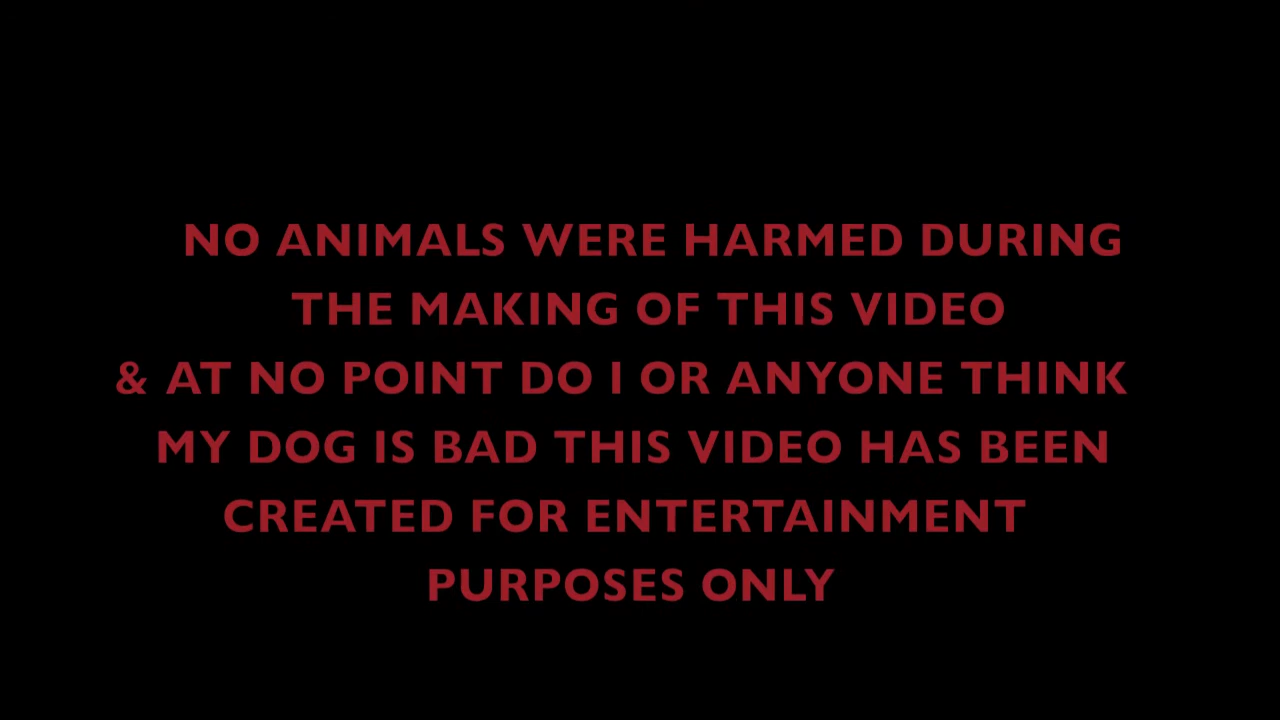 NO ANIMALS WERE HARMED DURING
THE MAKING OF THIS VIDEO
& AT NO POINT DO I OR ANYONE THINK
MY DOG IS BAD THIS VIDEO HAS BEEN
CREATED FOR ENTERTAINMENT
PURPOSES ONLY